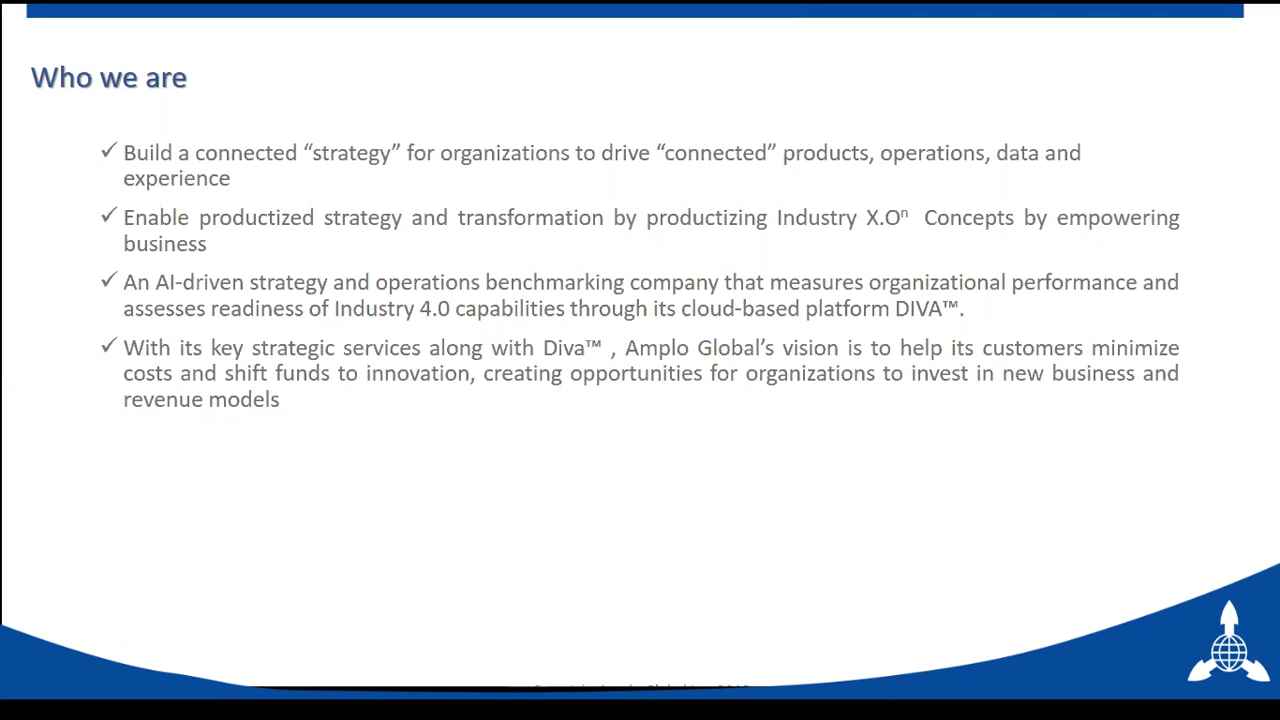 Who we are
✓ Build a connected “strategy” for organizations to drive “connected” products, operations, data and
experience
✓ Enable productized strategy and transformation by productizing Industry X.Oⁿ Concepts by empowering
business
✓ An AI-driven strategy and operations benchmarking company that measures organizational performance and
assesses readiness of Industry 4.0 capabilities through its cloud-based platform DIVA™.
✓ With its key strategic services along with Diva™ , Amplo Global’s vision is to help its customers minimize
costs and shift funds to innovation, creating opportunities for organizations to invest in new business and
revenue models